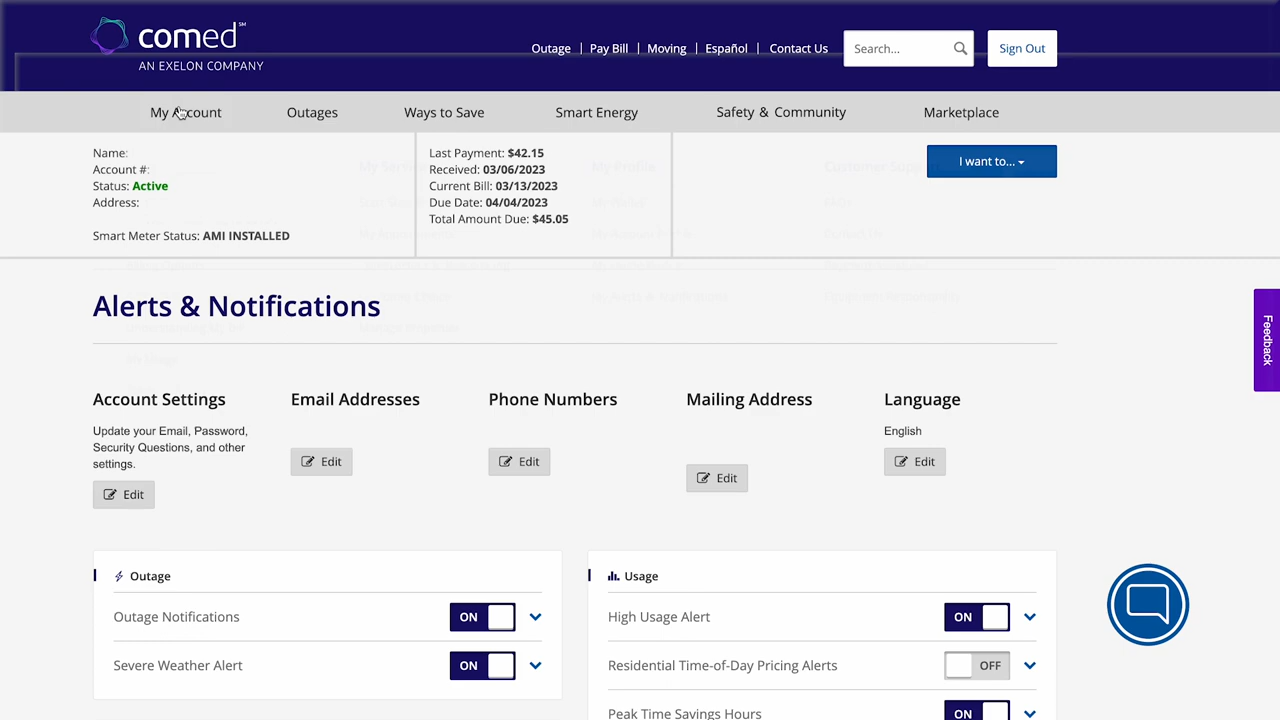 comed℠
AN EXELON COMPANY
Outage | Pay Bill | Moving | Español | Contact Us
Search...
Sign Out
My Account
Outages
Ways to Save
Smart Energy
Safety & Community
Marketplace
Name:
Account #:
Status: Active
Address:
Smart Meter Status: AMI INSTALLED
Last Payment: $42.15
Received: 03/06/2023
Current Bill: 03/13/2023
Due Date: 04/04/2023
Total Amount Due: $45.05
I want to...
Alerts & Notifications
Feedback
Account Settings
Update your Email, Password,
Security Questions, and other
settings.
Edit
Email Addresses
Edit
Phone Numbers
Edit
Mailing Address
Edit
Language
English
Edit
Outage
Outage Notifications
ON
Severe Weather Alert
ON
Usage
High Usage Alert
ON
Residential Time-of-Day Pricing Alerts
OFF
Peak Time Savings Hours
ON